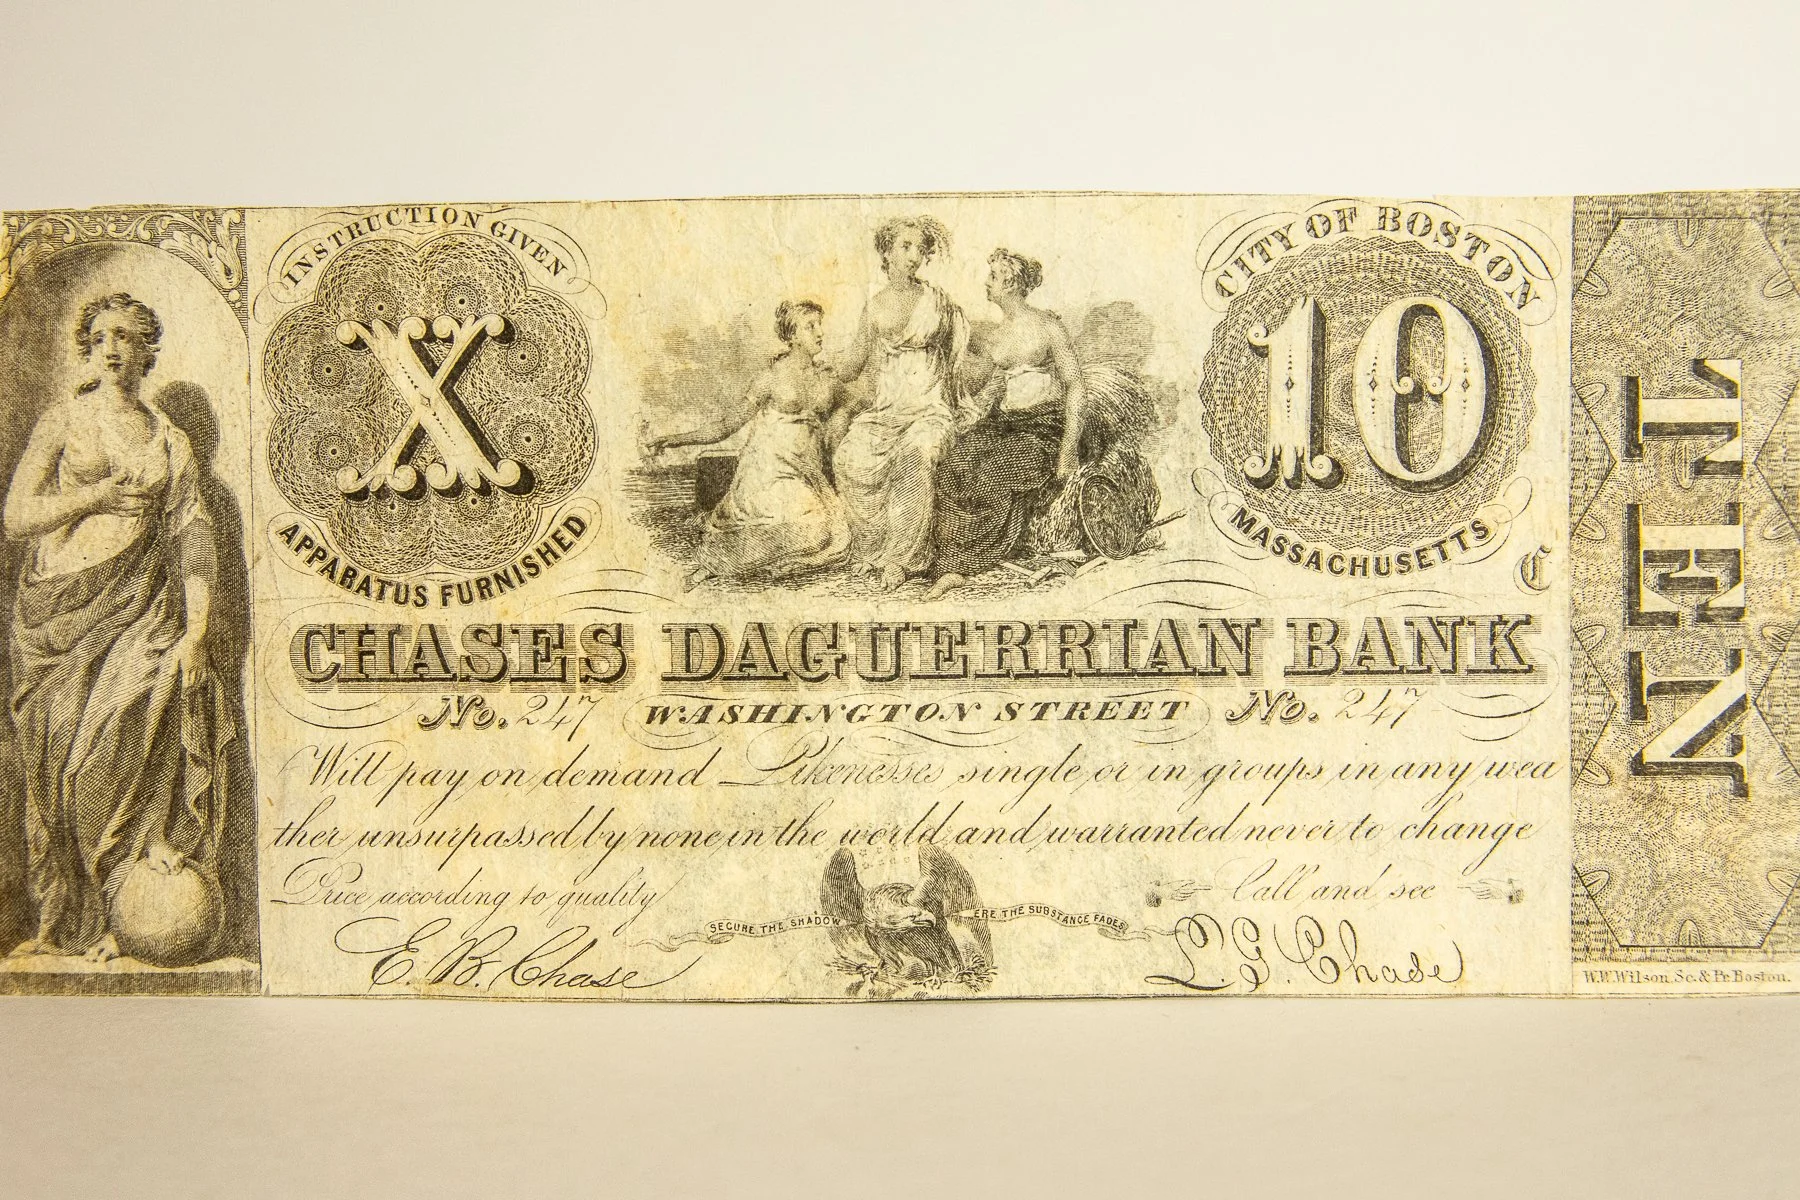 INSTRUCTION GIVEN
X
APPARATUS FURNISHED
CITY OF BOSTON
10
MASSACHUSETTS
C
TEN
CHASES DAGUERRIAN BANK
No. 247 WASHINGTON STREET No. 247
Will pay on demand Likenesses single or in groups in any wea
ther unsurpassed by none in the world and warranted never to change
Price according to quality
Call and see
SECURE THE SHADOW ERE THE SUBSTANCE FADES
E. B. Chase
L. G. Chase
W.W.Wilson. Sc. & Pr. Boston.